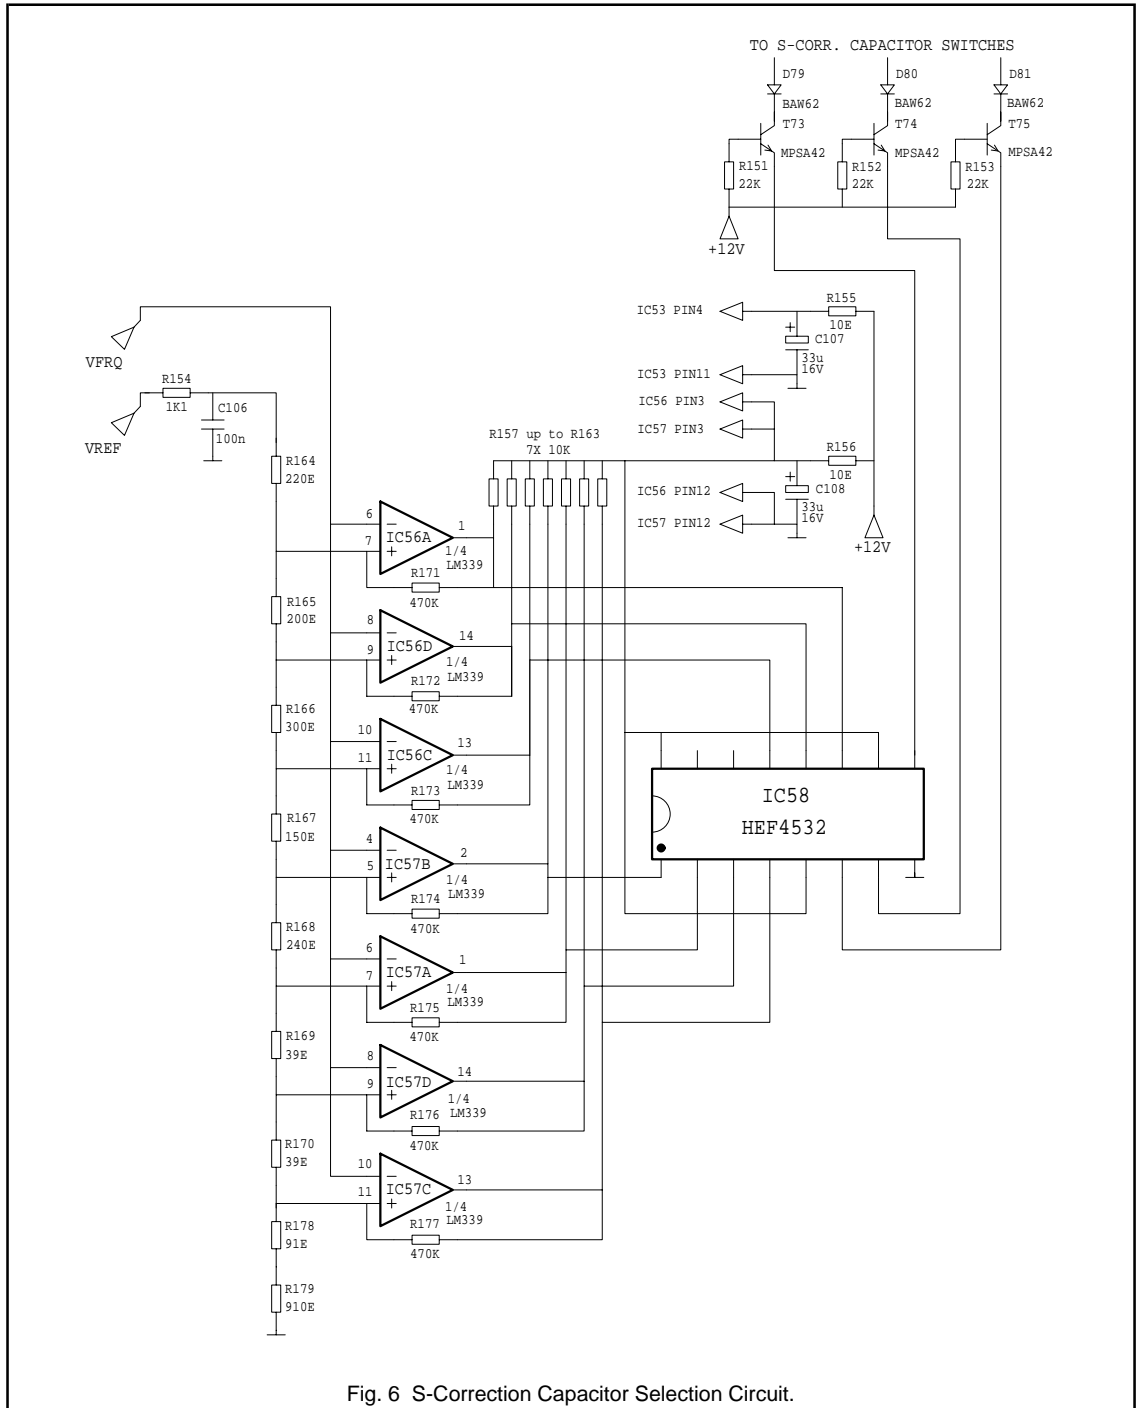 TO S-CORR. CAPACITOR SWITCHES
D79
D80
D81
BAW62
BAW62
BAW62
T73
T74
T75
MPSA42
MPSA42
MPSA42
R151
22K
R152
22K
R153
22K
+12V
IC53 PIN4
R155
10E
+
C107
33u
16V
IC53 PIN11
IC56 PIN3
IC57 PIN3
R156
10E
+
C108
33u
16V
IC56 PIN12
IC57 PIN12
+12V
VFRQ
R154
1K1
C106
100n
VREF
R157 up to R163
7X 10K
R164
220E
6
7
−
+
IC56A
1
1/4
LM339
R171
470K
R165
200E
8
9
−
+
IC56D
14
1/4
LM339
R172
470K
R166
300E
10
11
−
+
IC56C
13
1/4
LM339
R173
470K
R167
150E
4
5
−
+
IC57B
2
1/4
LM339
R174
470K
IC58
HEF4532
R168
240E
6
7
−
+
IC57A
1
1/4
LM339
R175
470K
R169
39E
8
9
−
+
IC57D
14
1/4
LM339
R176
470K
R170
39E
10
11
−
+
IC57C
13
1/4
LM339
R177
470K
R178
91E
R179
910E
Fig. 6 S-Correction Capacitor Selection Circuit.